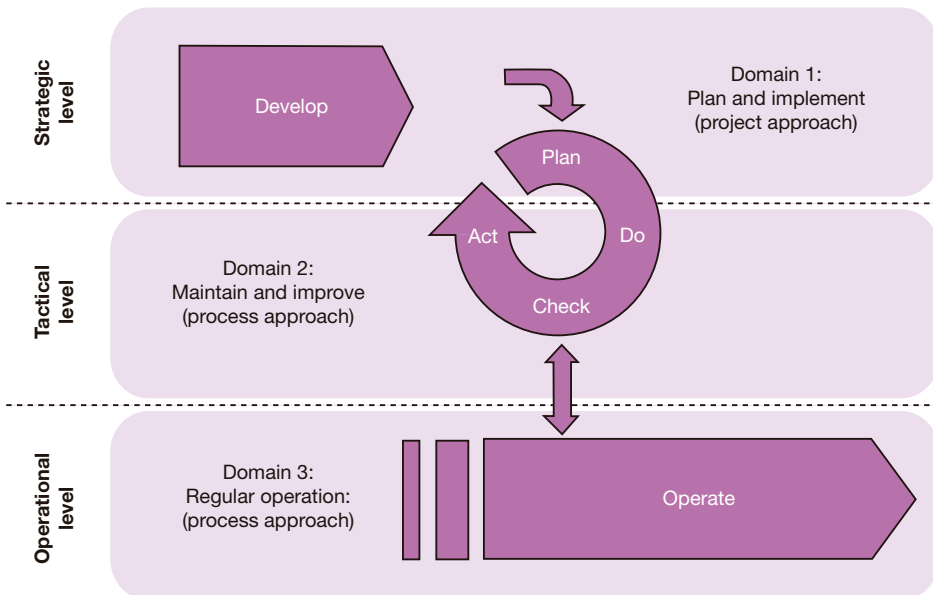 Strategic
level
Develop
Domain 1:
Plan and implement
(project approach)
Plan
Do
Check
Act
Tactical
level
Domain 2:
Maintain and improve
(process approach)
Operational
level
Domain 3:
Regular operation:
(process approach)
Operate